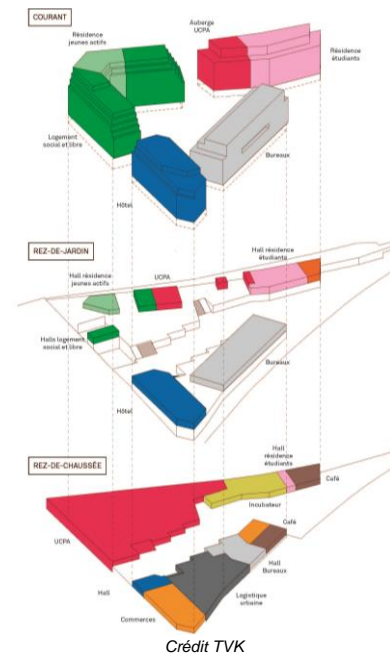 COURANT
Résidence
jeunes actifs
Auberge
UCPA
Résidence
étudiants
Logement
social et libre
Hôtel
Bureaux
REZ-DE-JARDIN
Hall résidence
jeunes actifs
UCPA
Hall résidence
étudiants
Halls logement
social et libre
Bureaux
Hôtel
REZ-DE-CHAUSSÉE
Hall
résidence
étudiants
Café
Incubateur
UCPA
Café
Hall
Bureaux
Hall
Logistique
urbaine
Commerces
Crédit TVK